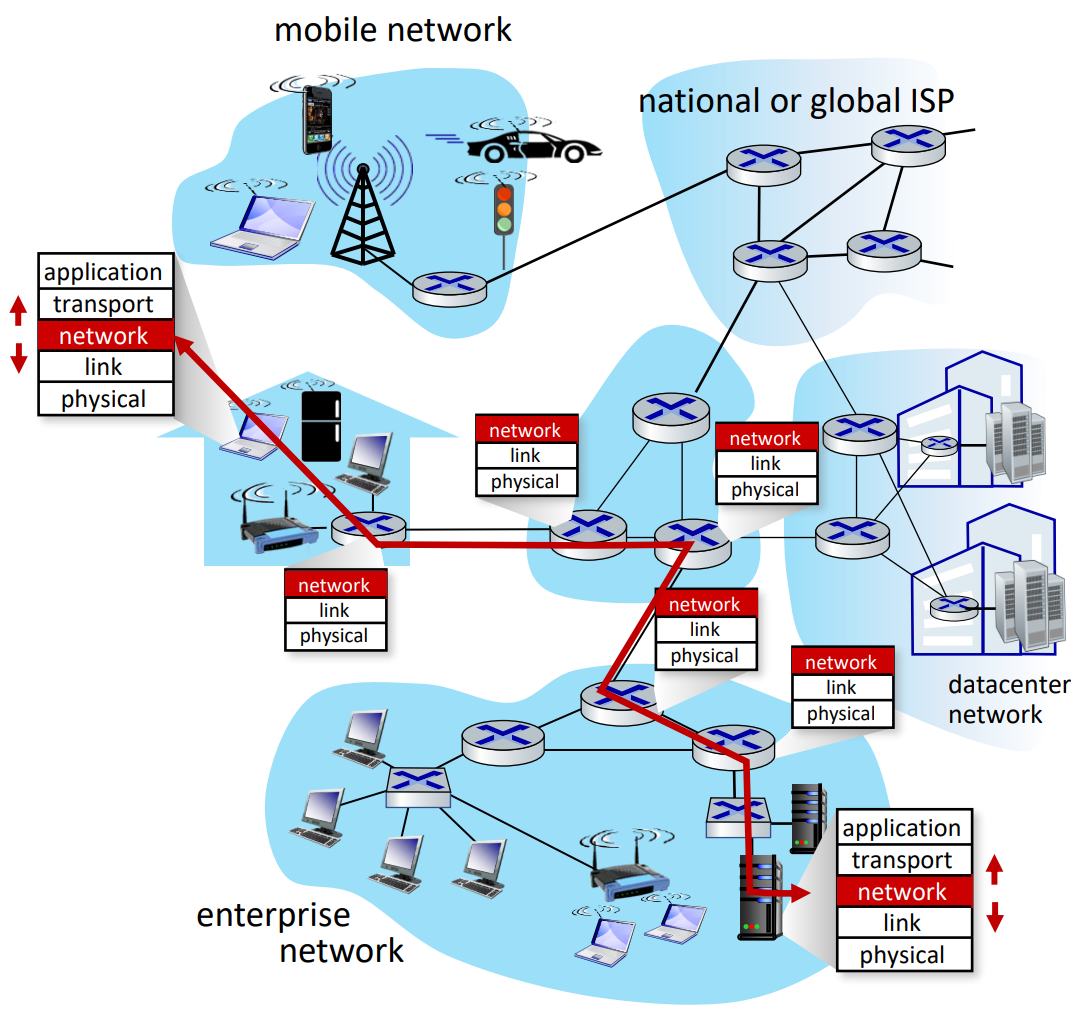 mobile network
national or global ISP
application
transport
network
link
physical
network
link
physical
network
link
physical
network
link
physical
network
link
physical
network
link
physical
datacenter
network
application
transport
network
link
physical
enterprise
network